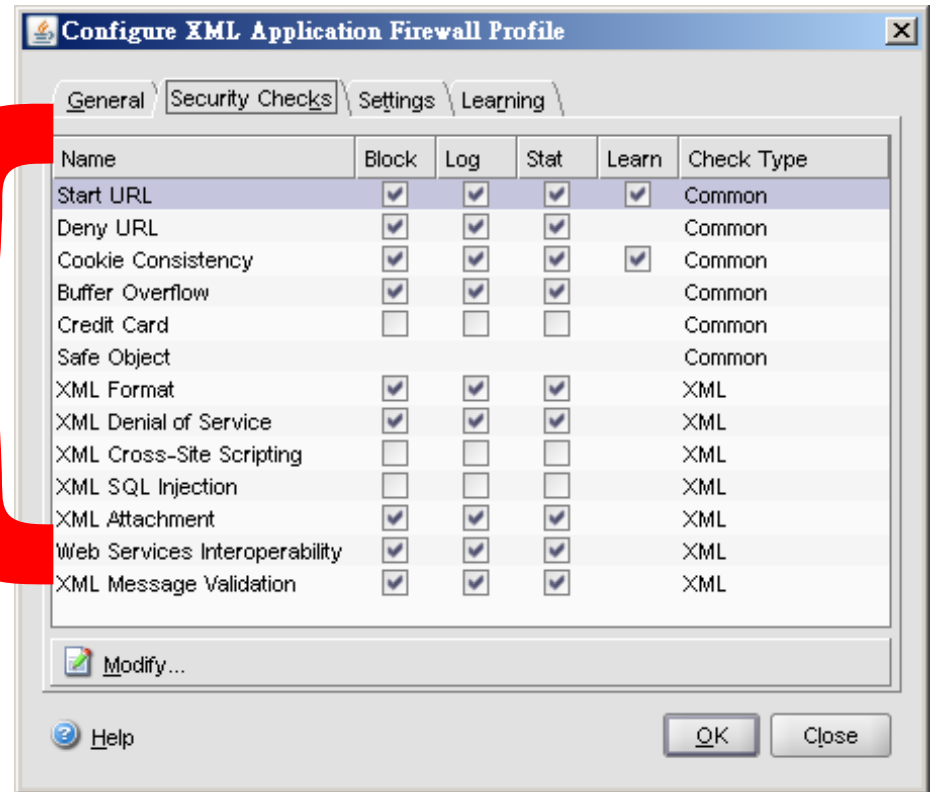 Configure XML Application Firewall Profile
General Security Checks Settings Learning
Name Block Log Stat Learn Check Type
Start URL Common
Deny URL Common
Cookie Consistency Common
Buffer Overflow Common
Credit Card Common
Safe Object Common
XML Format XML
XML Denial of Service XML
XML Cross-Site Scripting XML
XML SQL Injection XML
XML Attachment XML
Web Services Interoperability XML
XML Message Validation XML
Modify...
Help OK Close